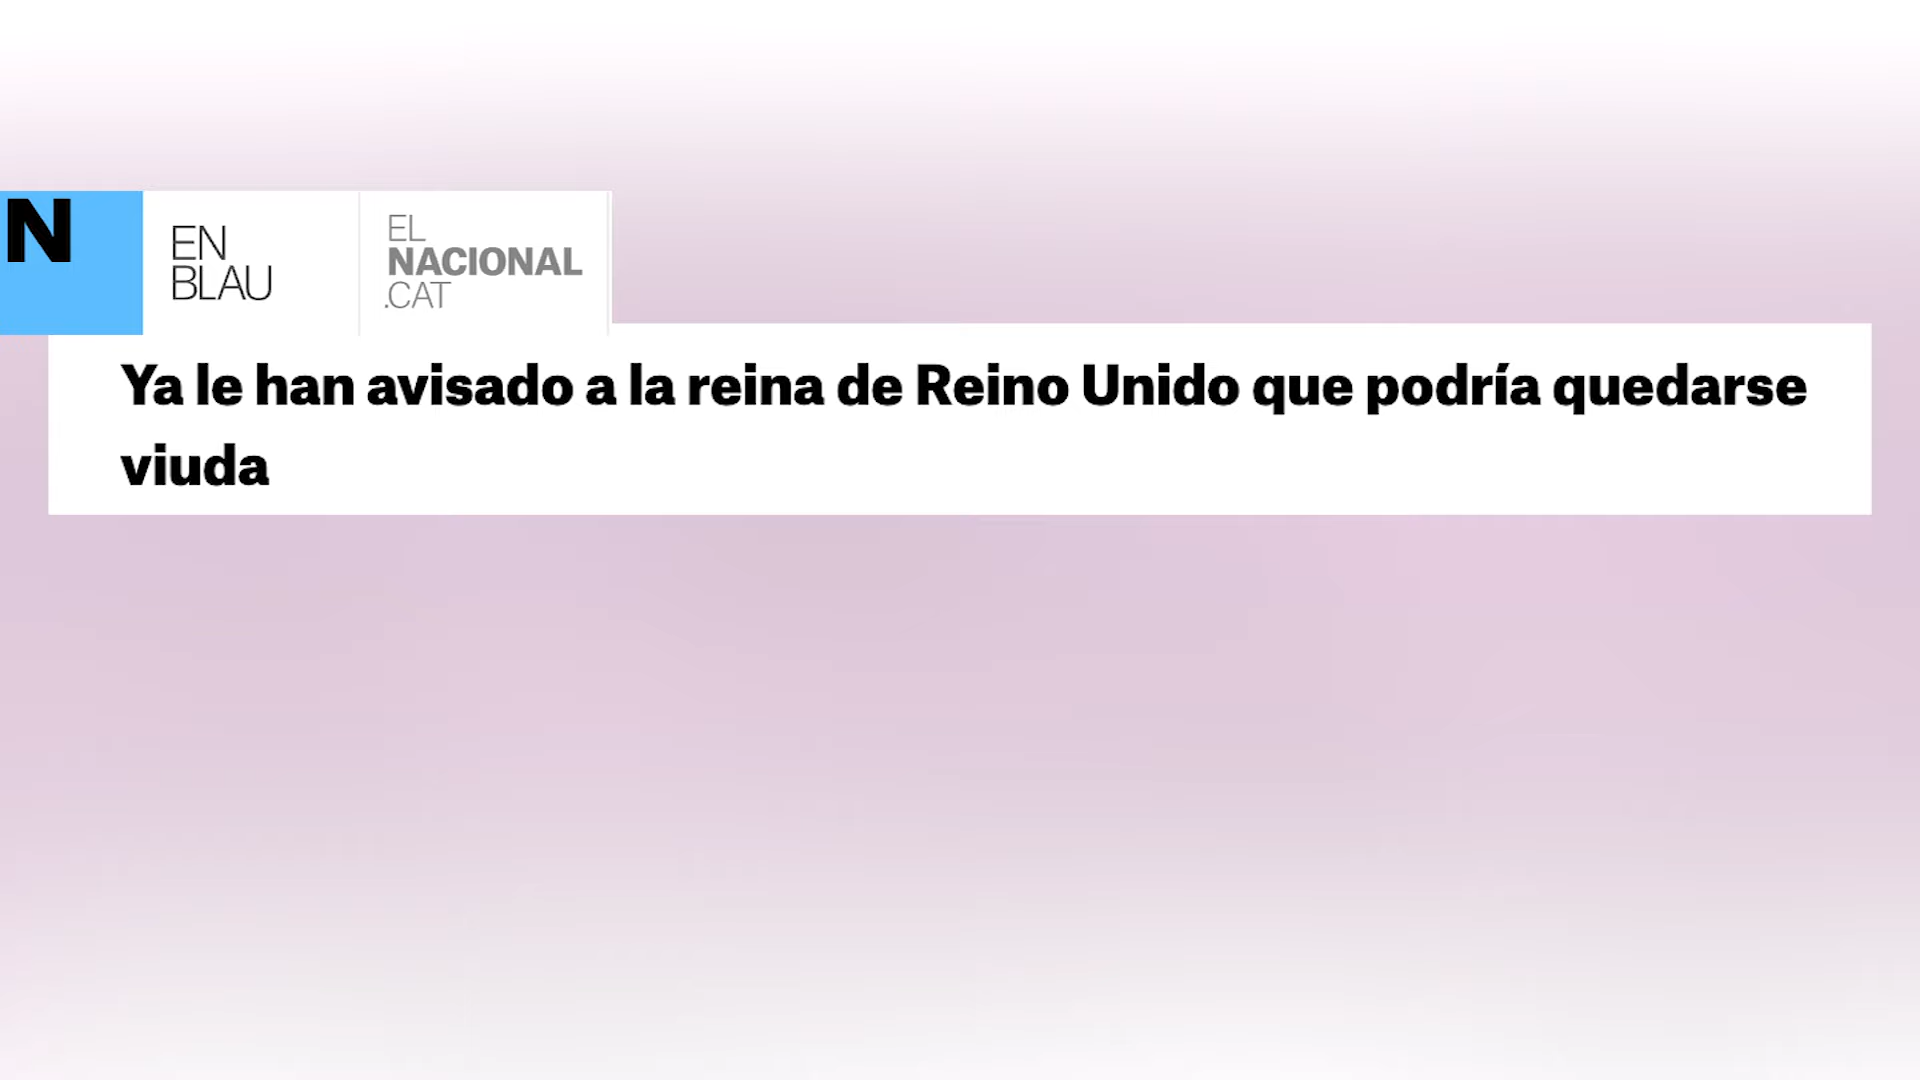 N
EN
BLAU
EL
NACIONAL
.CAT
Ya le han avisado a la reina de Reino Unido que podría quedarse
viuda